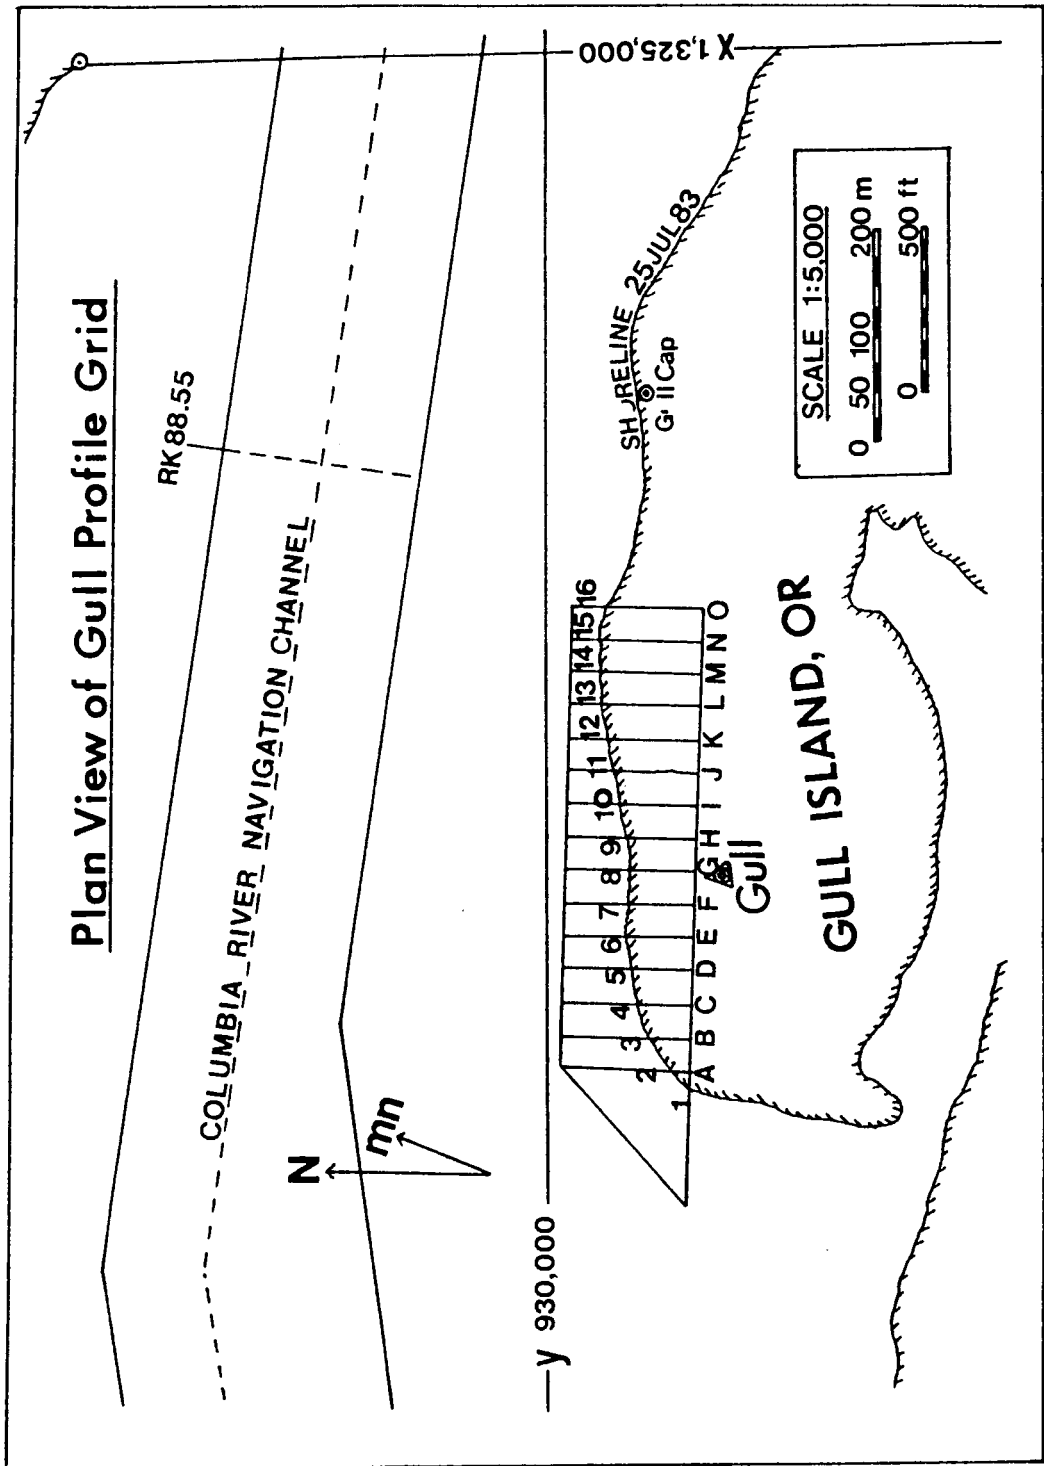 Plan View of Gull Profile Grid
RK 88.55
COLUMBIA RIVER NAVIGATION CHANNEL
N
mn
y 930,000
X 1,325,000
SHORELINE 25JUL83
G' ll Cap
1 2 3 4 5 6 7 8 9 10 11 12 13 14 15 16
A B C D E F G H I J K L M N O
Gull
GULL ISLAND, OR
SCALE 1:5,000
0 50 100 200 m
0 500 ft